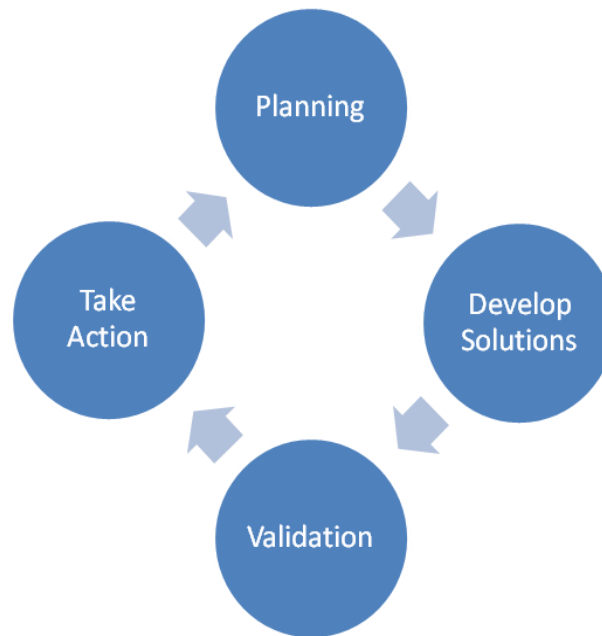 Planning
Develop
Solutions
Validation
Take
Action